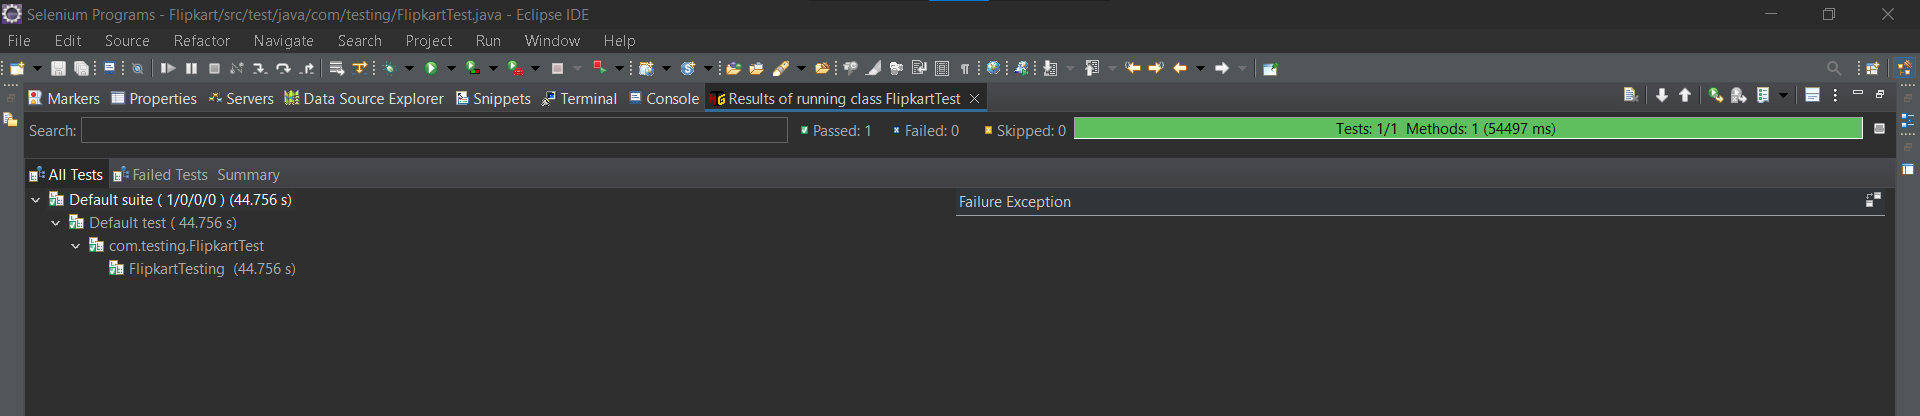 Selenium Programs - Flipkart/src/test/java/com/testing/FlipkartTest.java - Eclipse IDE
File Edit Source Refactor Navigate Search Project Run Window Help
Markers Properties Servers Data Source Explorer Snippets Terminal Console Results of running class FlipkartTest
Search: Passed: 1 Failed: 0 Skipped: 0 Tests: 1/1 Methods: 1 (54497 ms)
All Tests Failed Tests Summary
Default suite ( 1/0/0/0 ) (44.756 s)
Failure Exception
Default test ( 44.756 s)
com.testing.FlipkartTest
FlipkartTesting (44.756 s)